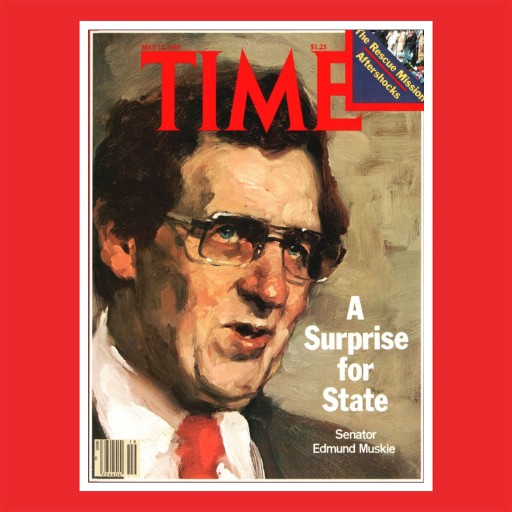 $1.25
TIME
The Rescue Mission
Aftershocks
A
Surprise
for
State
Senator
Edmund Muskie